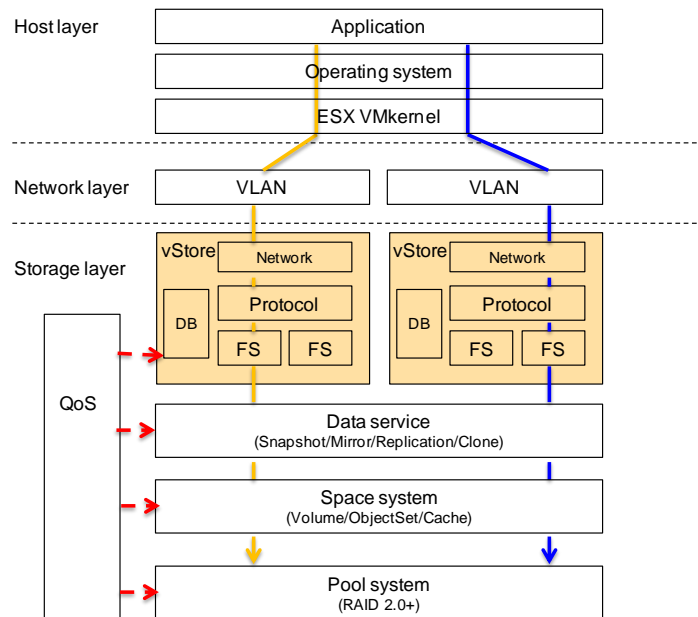 Host layer
Application
Operating system
ESX VMkernel
Network layer
VLAN
VLAN
Storage layer
vStore
Network
Protocol
DB
FS
FS
vStore
Network
Protocol
DB
FS
FS
QoS
Data service
(Snapshot/Mirror/Replication/Clone)
Space system
(Volume/ObjectSet/Cache)
Pool system
(RAID 2.0+)